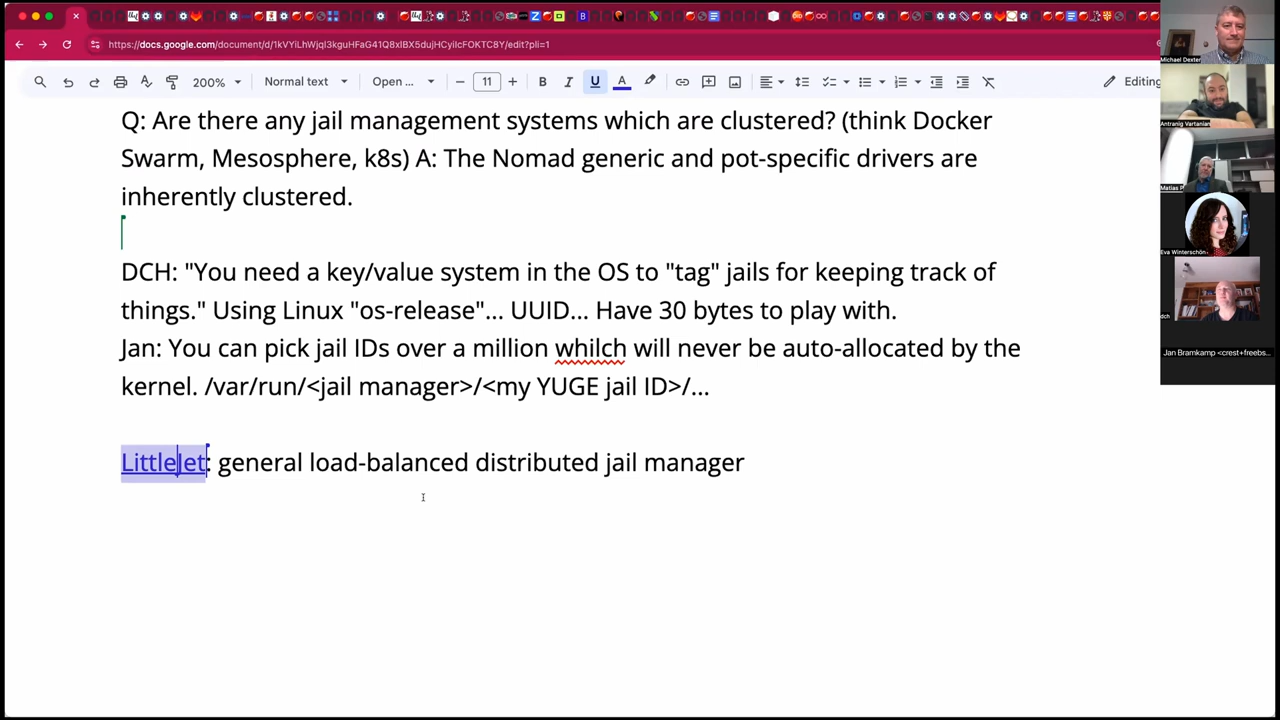 https://docs.google.com/document/d/1kVYiLhWjqI3kguHFaG41Q8xIBX5dujHCyiIcFOKTC8Y/edit?pli=1
200% Normal text Open ... 11 Editing
Q: Are there any jail management systems which are clustered? (think Docker
Swarm, Mesosphere, k8s) A: The Nomad generic and pot-specific drivers are
inherently clustered.
DCH: "You need a key/value system in the OS to "tag" jails for keeping track of
things." Using Linux "os-release"... UUID... Have 30 bytes to play with.
Jan: You can pick jail IDs over a million whilch will never be auto-allocated by the
kernel. /var/run/<jail manager>/<my YUGE jail ID>/...
LittleJet: general load-balanced distributed jail manager
Michael Dexter
Antranig Vartanian
Matias P
Eva Winterschön
dch
Jan Bramkamp <crest+freebs...